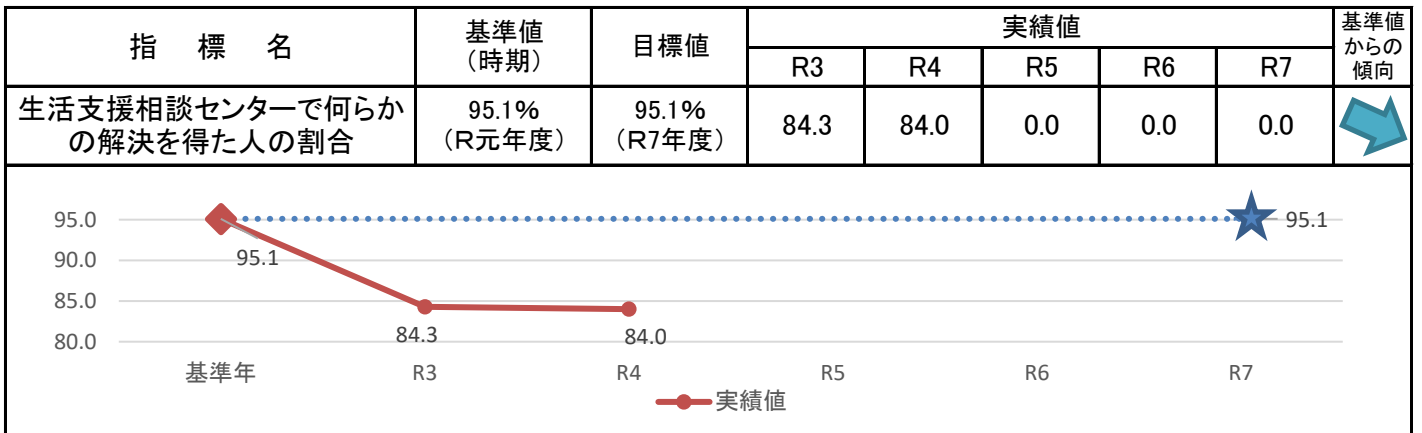 指 標 名
基準値
（時期）
目標値
実績値
基準値
からの
傾向
R3 R4 R5 R6 R7
生活支援相談センターで何らか
の解決を得た人の割合
95.1%
（R元年度）
95.1%
（R7年度）
84.3 84.0 0.0 0.0 0.0
95.0
90.0
85.0
80.0
95.1
84.3
84.0
95.1
基準年 R3 R4 R5 R6 R7
実績値